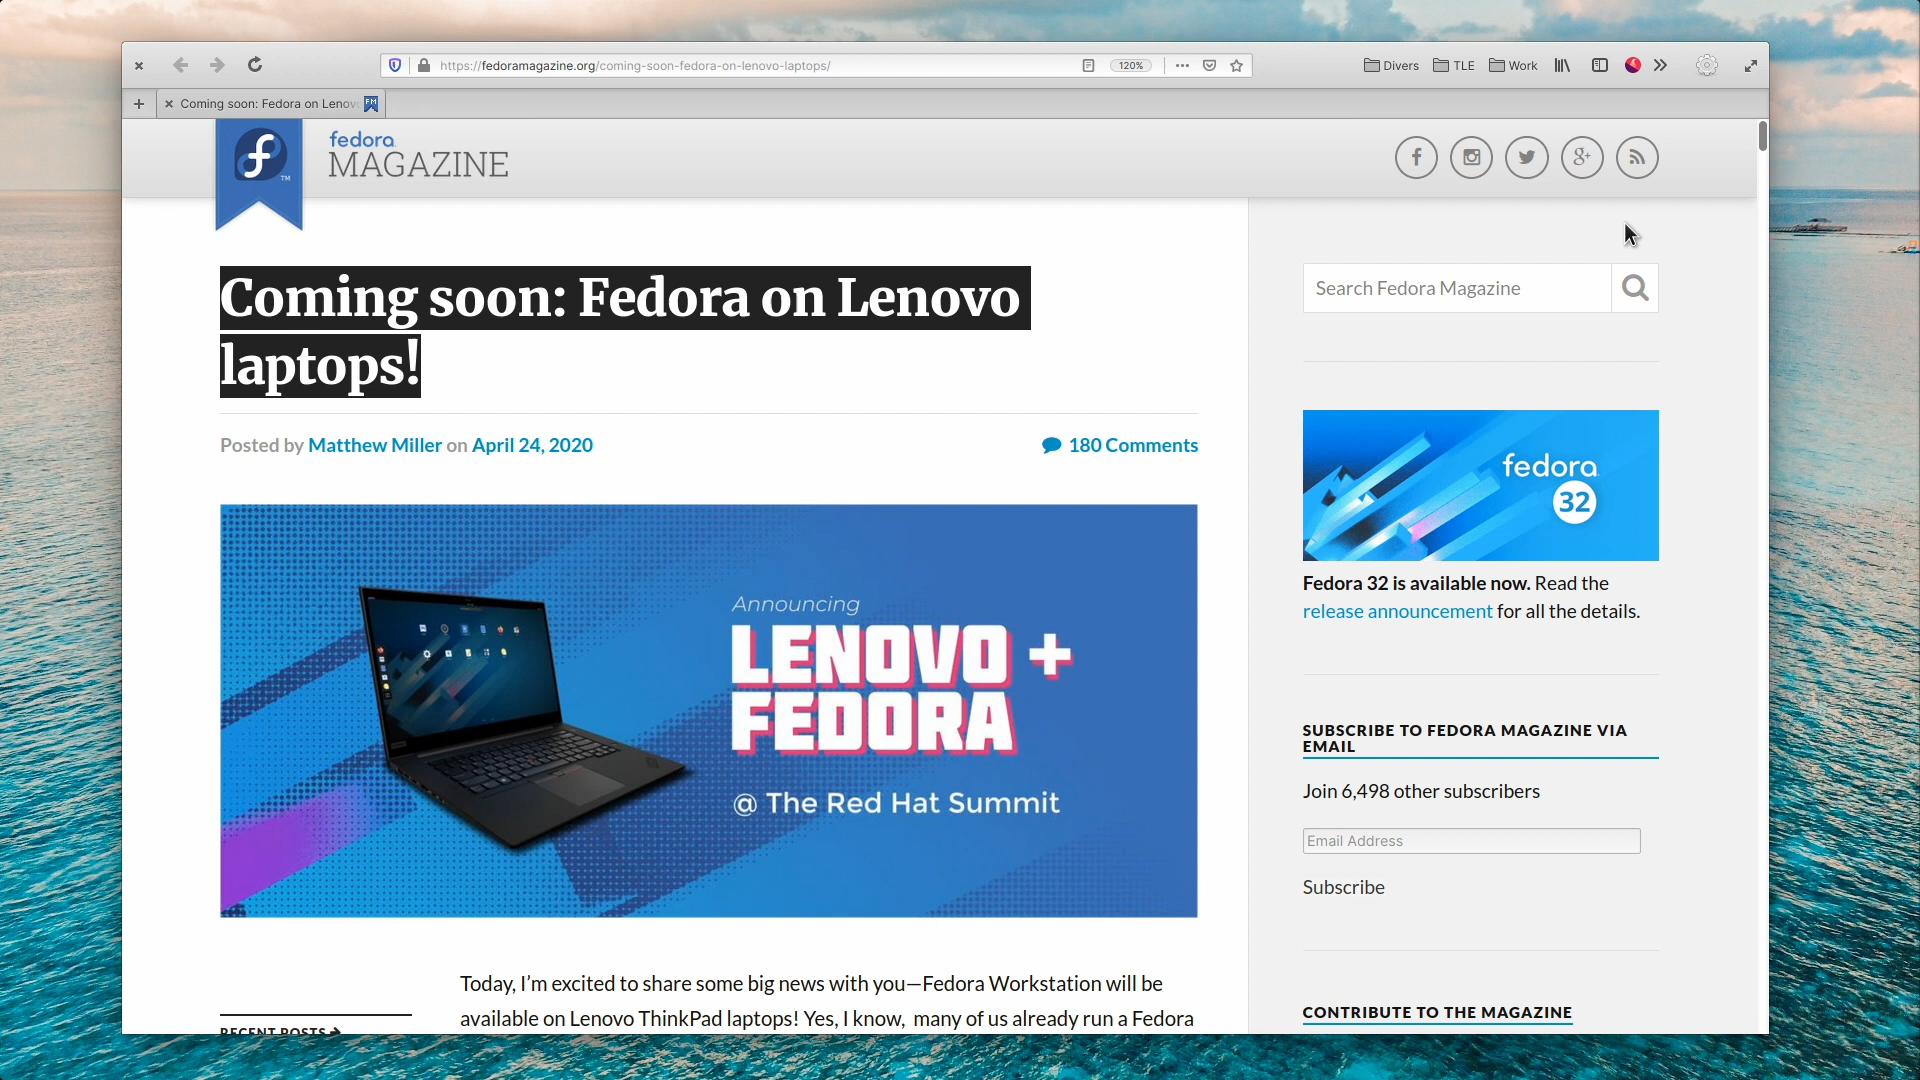 https://fedoramagazine.org/coming-soon-fedora-on-lenovo-laptops/
120%
Divers
TLE
Work
Coming soon: Fedora on Lenov
FM
fedora
MAGAZINE
TM
Search Fedora Magazine
Coming soon: Fedora on Lenovo
laptops!
Posted by Matthew Miller on April 24, 2020
180 Comments
Announcing
LENOVO +
FEDORA
@ The Red Hat Summit
fedora
32
Fedora 32 is available now. Read the
release announcement for all the details.
SUBSCRIBE TO FEDORA MAGAZINE VIA
EMAIL
Join 6,498 other subscribers
Email Address
Subscribe
CONTRIBUTE TO THE MAGAZINE
Today, I’m excited to share some big news with you—Fedora Workstation will be
available on Lenovo ThinkPad laptops! Yes, I know, many of us already run a Fedora
RECENT POSTS